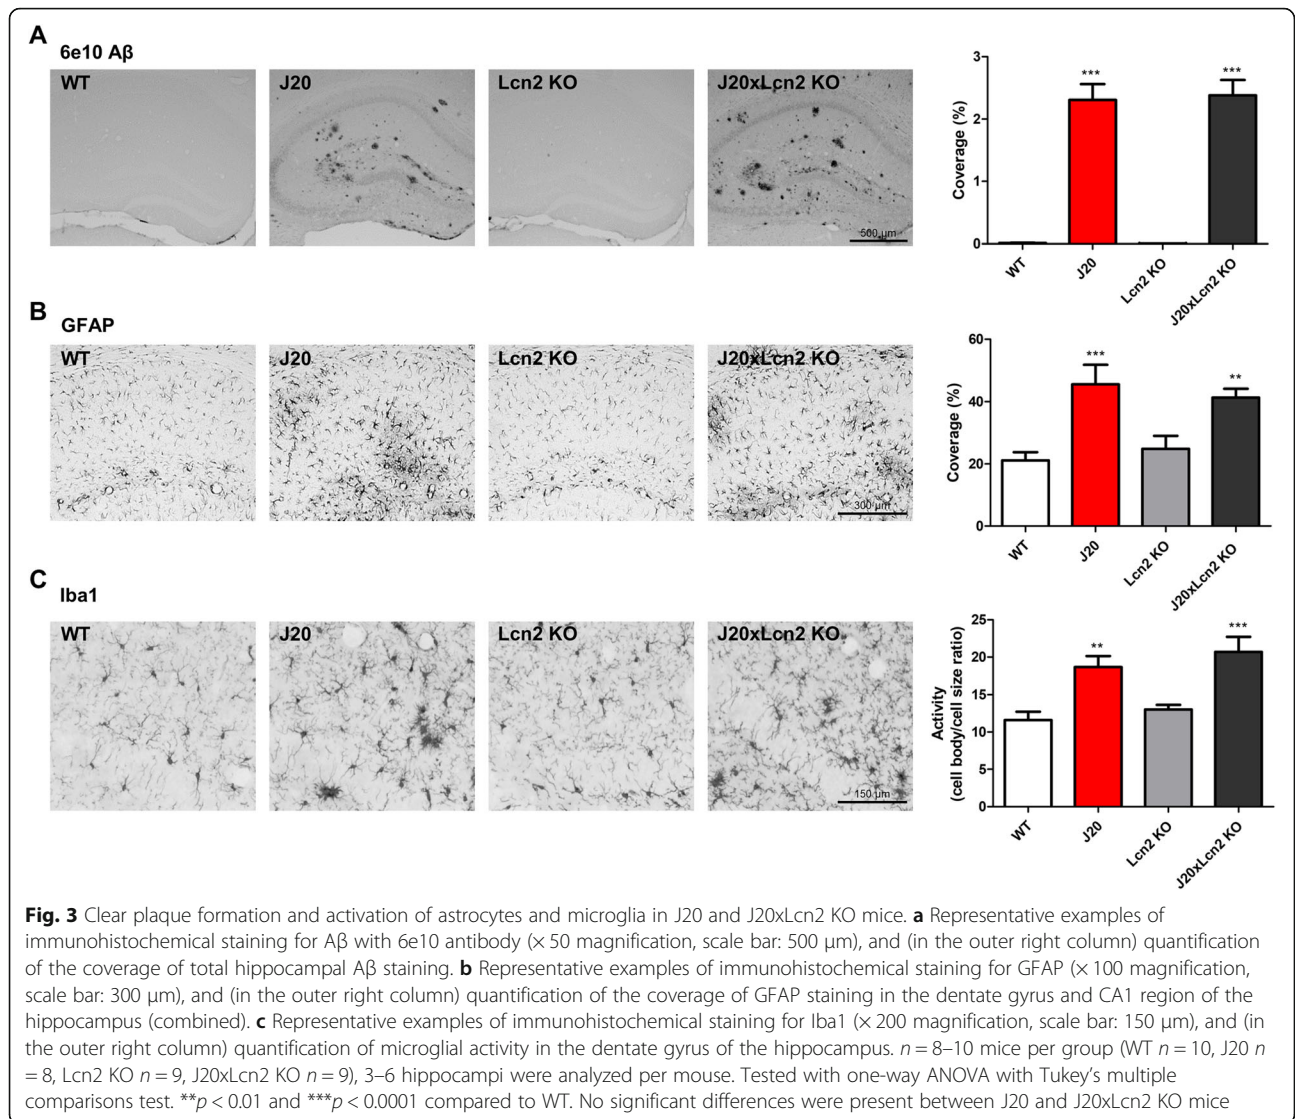 A
6e10 Aβ
WT
J20
Lcn2 KO
J20xLcn2 KO
500 µm
Coverage (%)
3
2
1
0
***
***
WT
J20
Lcn2 KO
J20xLcn2 KO
B
GFAP
WT
J20
Lcn2 KO
J20xLcn2 KO
300 µm
Coverage (%)
60
40
20
0
***
**
WT
J20
Lcn2 KO
J20xLcn2 KO
C
Iba1
WT
J20
Lcn2 KO
J20xLcn2 KO
150 µm
Activity
(cell body/cell size ratio)
25
20
15
10
5
0
**
***
WT
J20
Lcn2 KO
J20xLcn2 KO
Fig. 3 Clear plaque formation and activation of astrocytes and microglia in J20 and J20xLcn2 KO mice. a Representative examples of
immunohistochemical staining for Aβ with 6e10 antibody (× 50 magnification, scale bar: 500 μm), and (in the outer right column) quantification
of the coverage of total hippocampal Aβ staining. b Representative examples of immunohistochemical staining for GFAP (× 100 magnification,
scale bar: 300 μm), and (in the outer right column) quantification of the coverage of GFAP staining in the dentate gyrus and CA1 region of the
hippocampus (combined). c Representative examples of immunohistochemical staining for Iba1 (× 200 magnification, scale bar: 150 μm), and (in
the outer right column) quantification of microglial activity in the dentate gyrus of the hippocampus. n = 8–10 mice per group (WT n = 10, J20 n
= 8, Lcn2 KO n = 9, J20xLcn2 KO n = 9), 3–6 hippocampi were analyzed per mouse. Tested with one-way ANOVA with Tukey's multiple
comparisons test. **p < 0.01 and ***p < 0.0001 compared to WT. No significant differences were present between J20 and J20xLcn2 KO mice